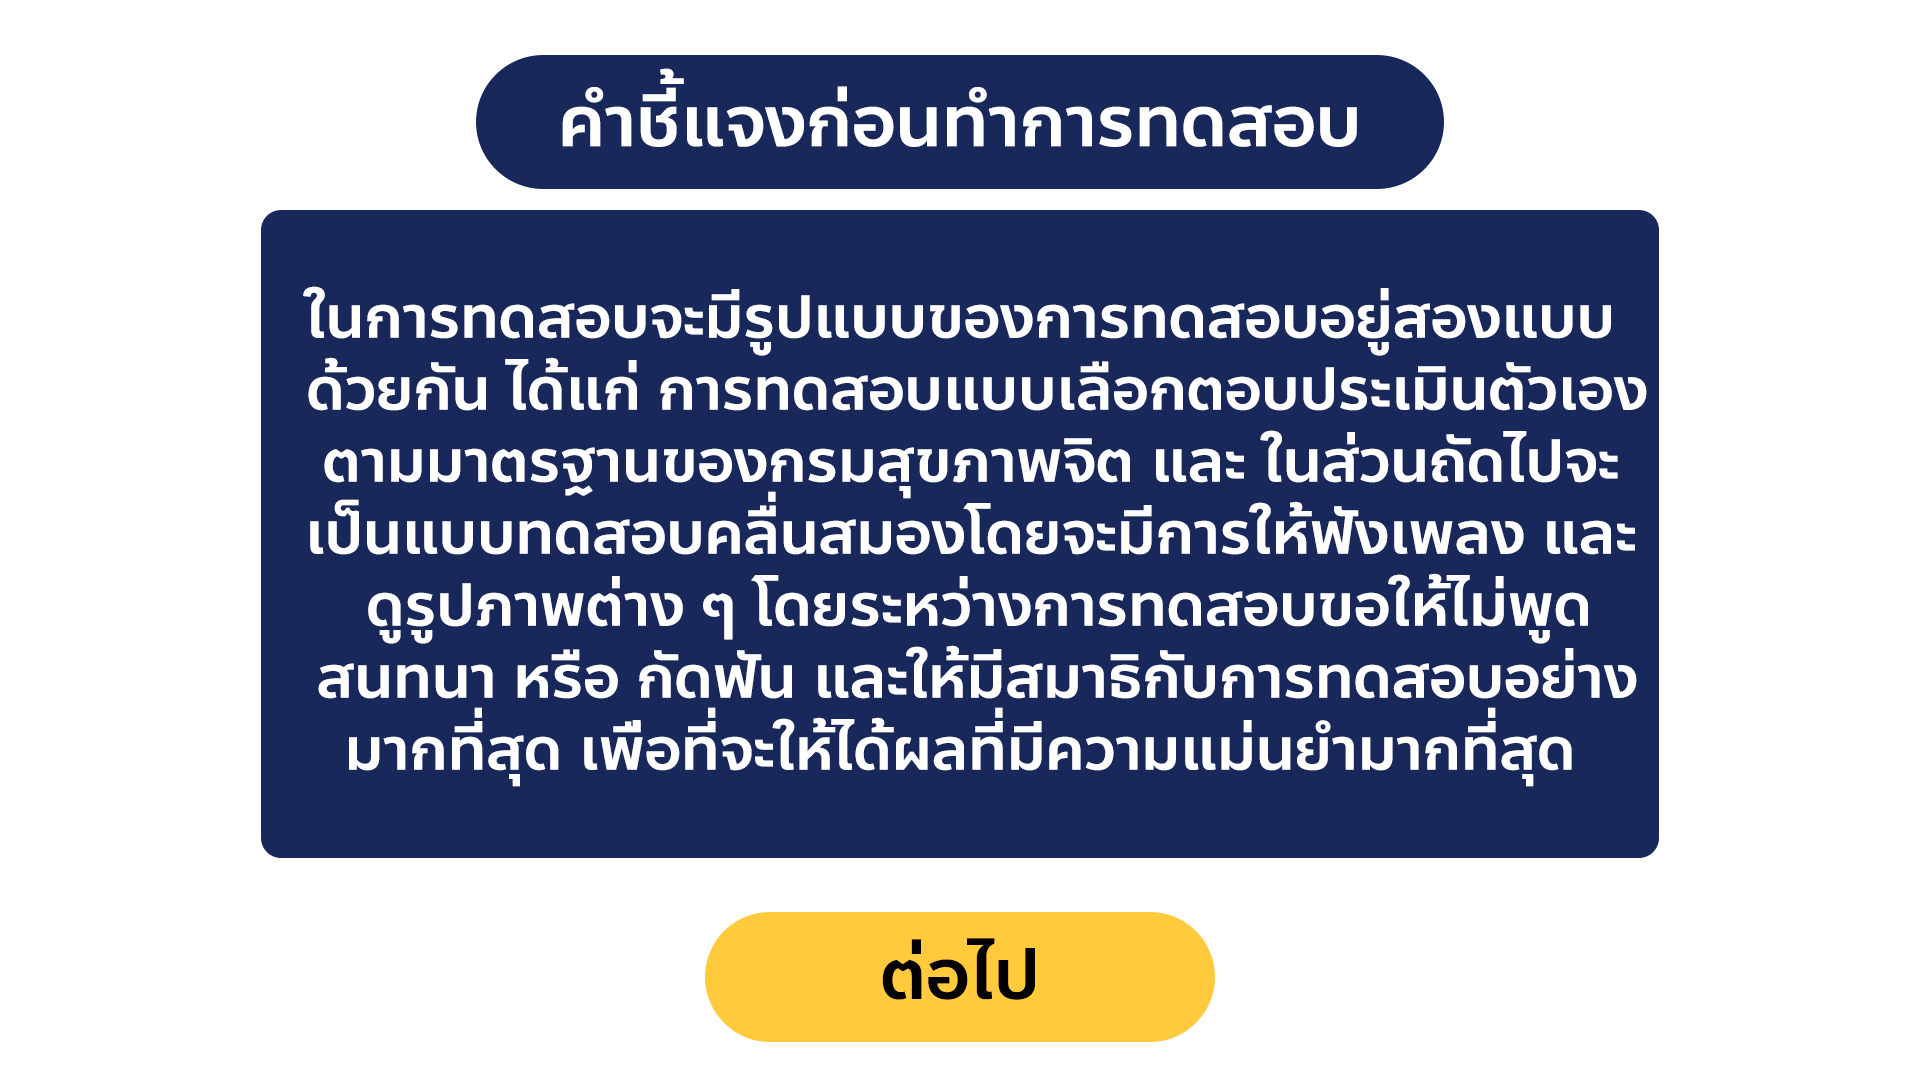 คำชี้แจงก่อนทำการทดสอบ
ในการทดสอบจะมีรูปแบบของการทดสอบอยู่สองแบบ
ด้วยกัน ได้แก่ การทดสอบแบบเลือกตอบประเมินตัวเอง
ตามมาตรฐานของกรมสุขภาพจิต และ ในส่วนถัดไปจะ
เป็นแบบทดสอบคลื่นสมองโดยจะมีการให้ฟังเพลง และ
ดูรูปภาพต่าง ๆ โดยระหว่างการทดสอบขอให้ไม่พูด
สนทนา หรือ กัดฟัน และให้มีสมาธิกับการทดสอบอย่าง
มากที่สุด เพือที่จะให้ได้ผลที่มีความแม่นยำมากที่สุด
ต่อไป